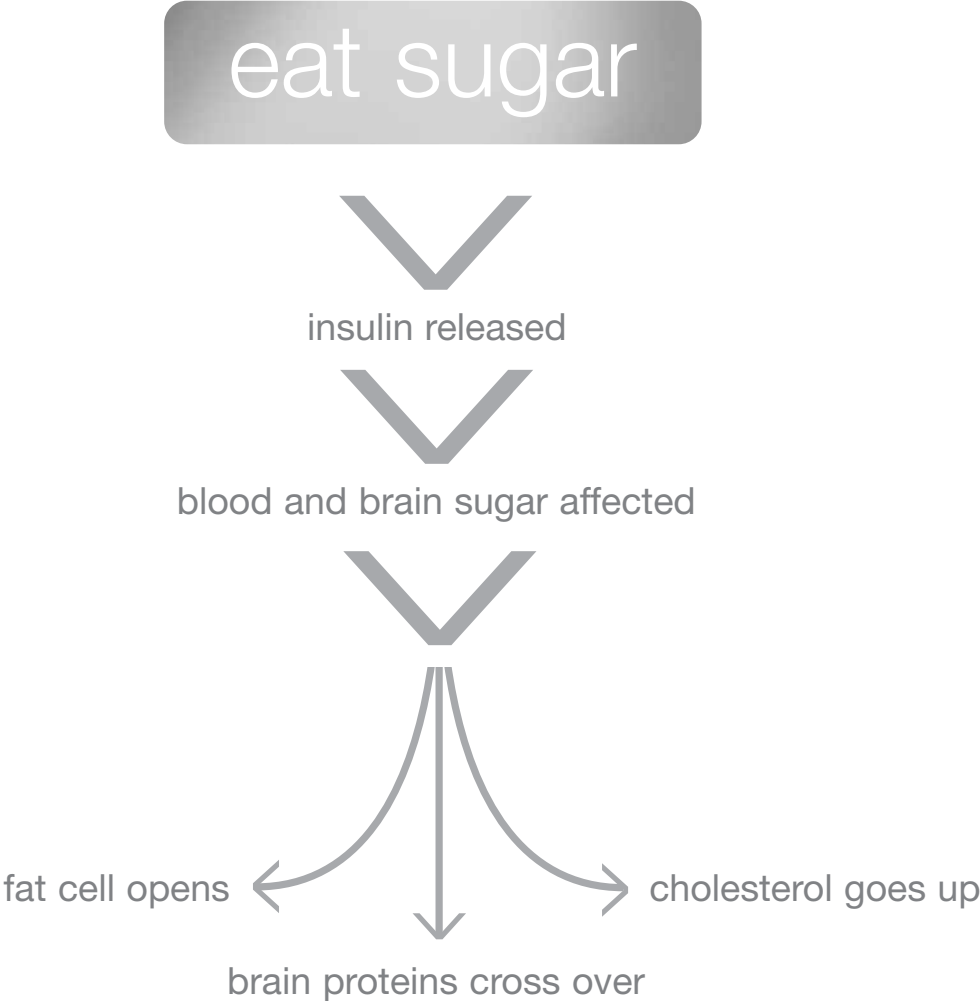 eat sugar
insulin released
blood and brain sugar affected
fat cell opens
cholesterol goes up
brain proteins cross over